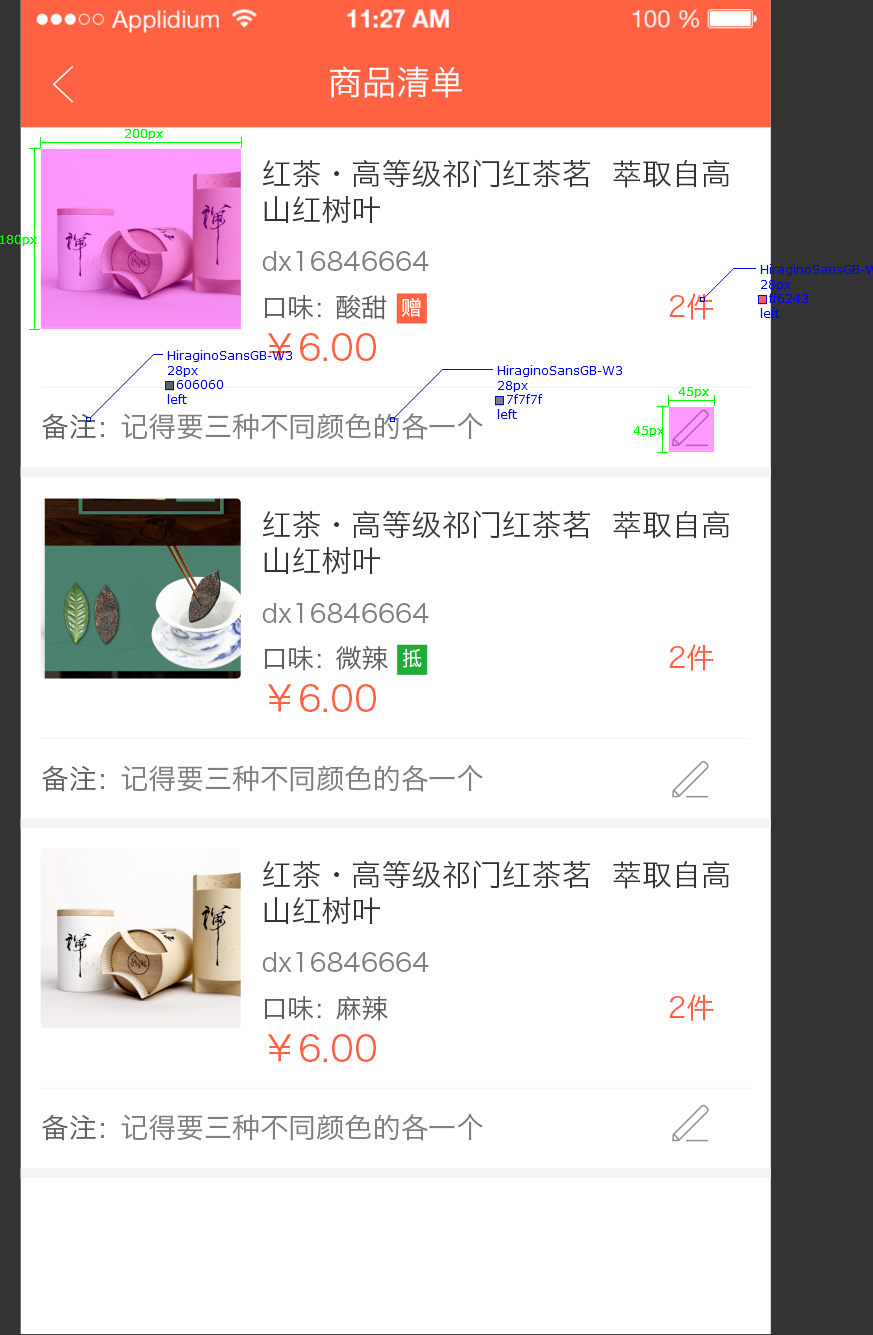 ●●●○○ Applidium 11:27 AM 100 %
商品清单
200px
180px
红茶·高等级祁门红茶茗 萃取自高
山红树叶
dx16846664
口味：酸甜 赠 2件
￥6.00
HiraginoSansGB-W
28px
ff6243
left
HiraginoSansGB-W3
28px
606060
left
HiraginoSansGB-W3
28px
7f7f7f
left
45px
45px
备注：记得要三种不同颜色的各一个
红茶·高等级祁门红茶茗 萃取自高
山红树叶
dx16846664
口味：微辣 抵 2件
￥6.00
备注：记得要三种不同颜色的各一个
禅
禅
红茶·高等级祁门红茶茗 萃取自高
山红树叶
dx16846664
口味：麻辣 2件
￥6.00
备注：记得要三种不同颜色的各一个